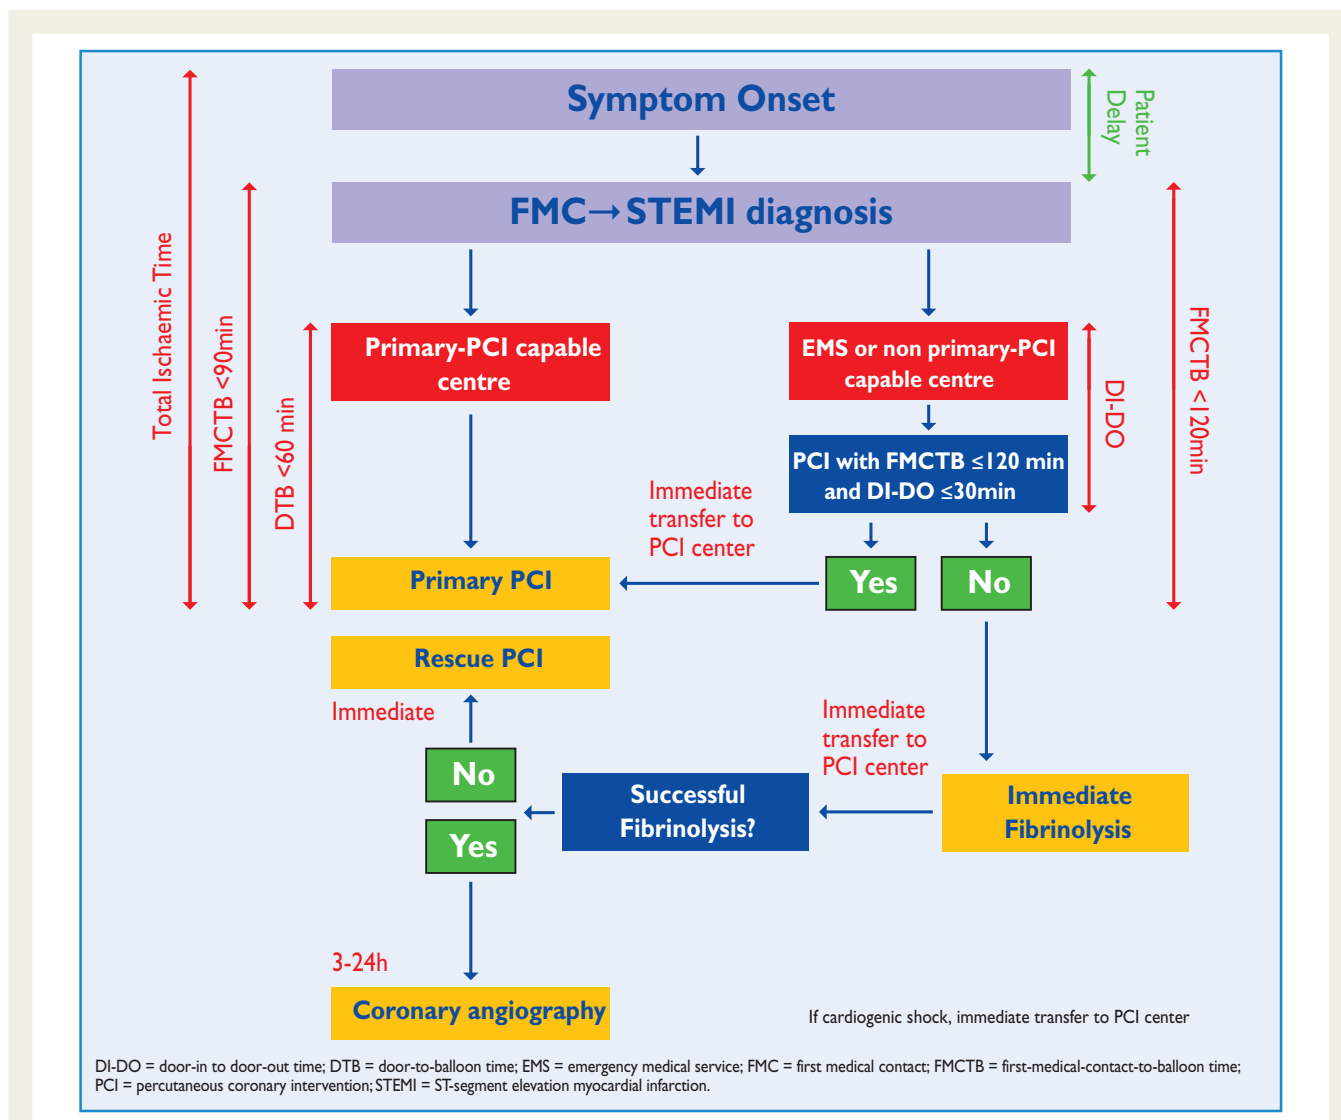 Symptom Onset
Patient
Delay
FMC→STEMI diagnosis
Total Ischaemic Time
FMCTB <90min
DTB <60 min
Primary-PCI capable
centre
EMS or non primary-PCI
capable centre
DI-DO
FMCTB <120min
PCI with FMCTB ≤120 min
and DI-DO ≤30min
Immediate
transfer to
PCI center
Primary PCI
Yes
No
Rescue PCI
Immediate
Immediate
transfer to
PCI center
No
Yes
Successful
Fibrinolysis?
Immediate
Fibrinolysis
3-24h
Coronary angiography
If cardiogenic shock, immediate transfer to PCI center
DI-DO = door-in to door-out time; DTB = door-to-balloon time; EMS = emergency medical service; FMC = first medical contact; FMCTB = first-medical-contact-to-balloon time;
PCI = percutaneous coronary intervention; STEMI = ST-segment elevation myocardial infarction.